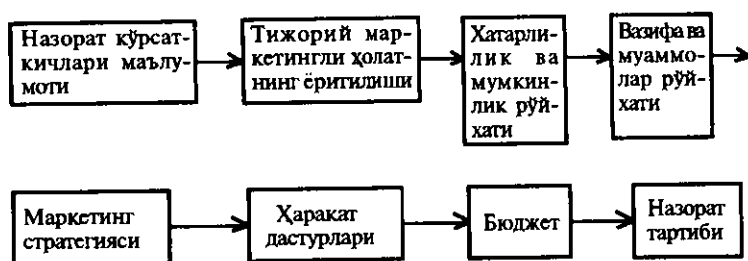 Назорат кўрсат-
кичлари маълу-
моти
Тижорий мар-
кетингли ҳолат-
нинг ёритилиши
Хатарли-
лик ва
мумкин-
лик рўй-
хати
Вазифа ва
муаммо-
лар рўй-
хати
Маркетинг
стратегияси
Ҳаракат
дастурлари
Бюджет
Назорат
тартиби